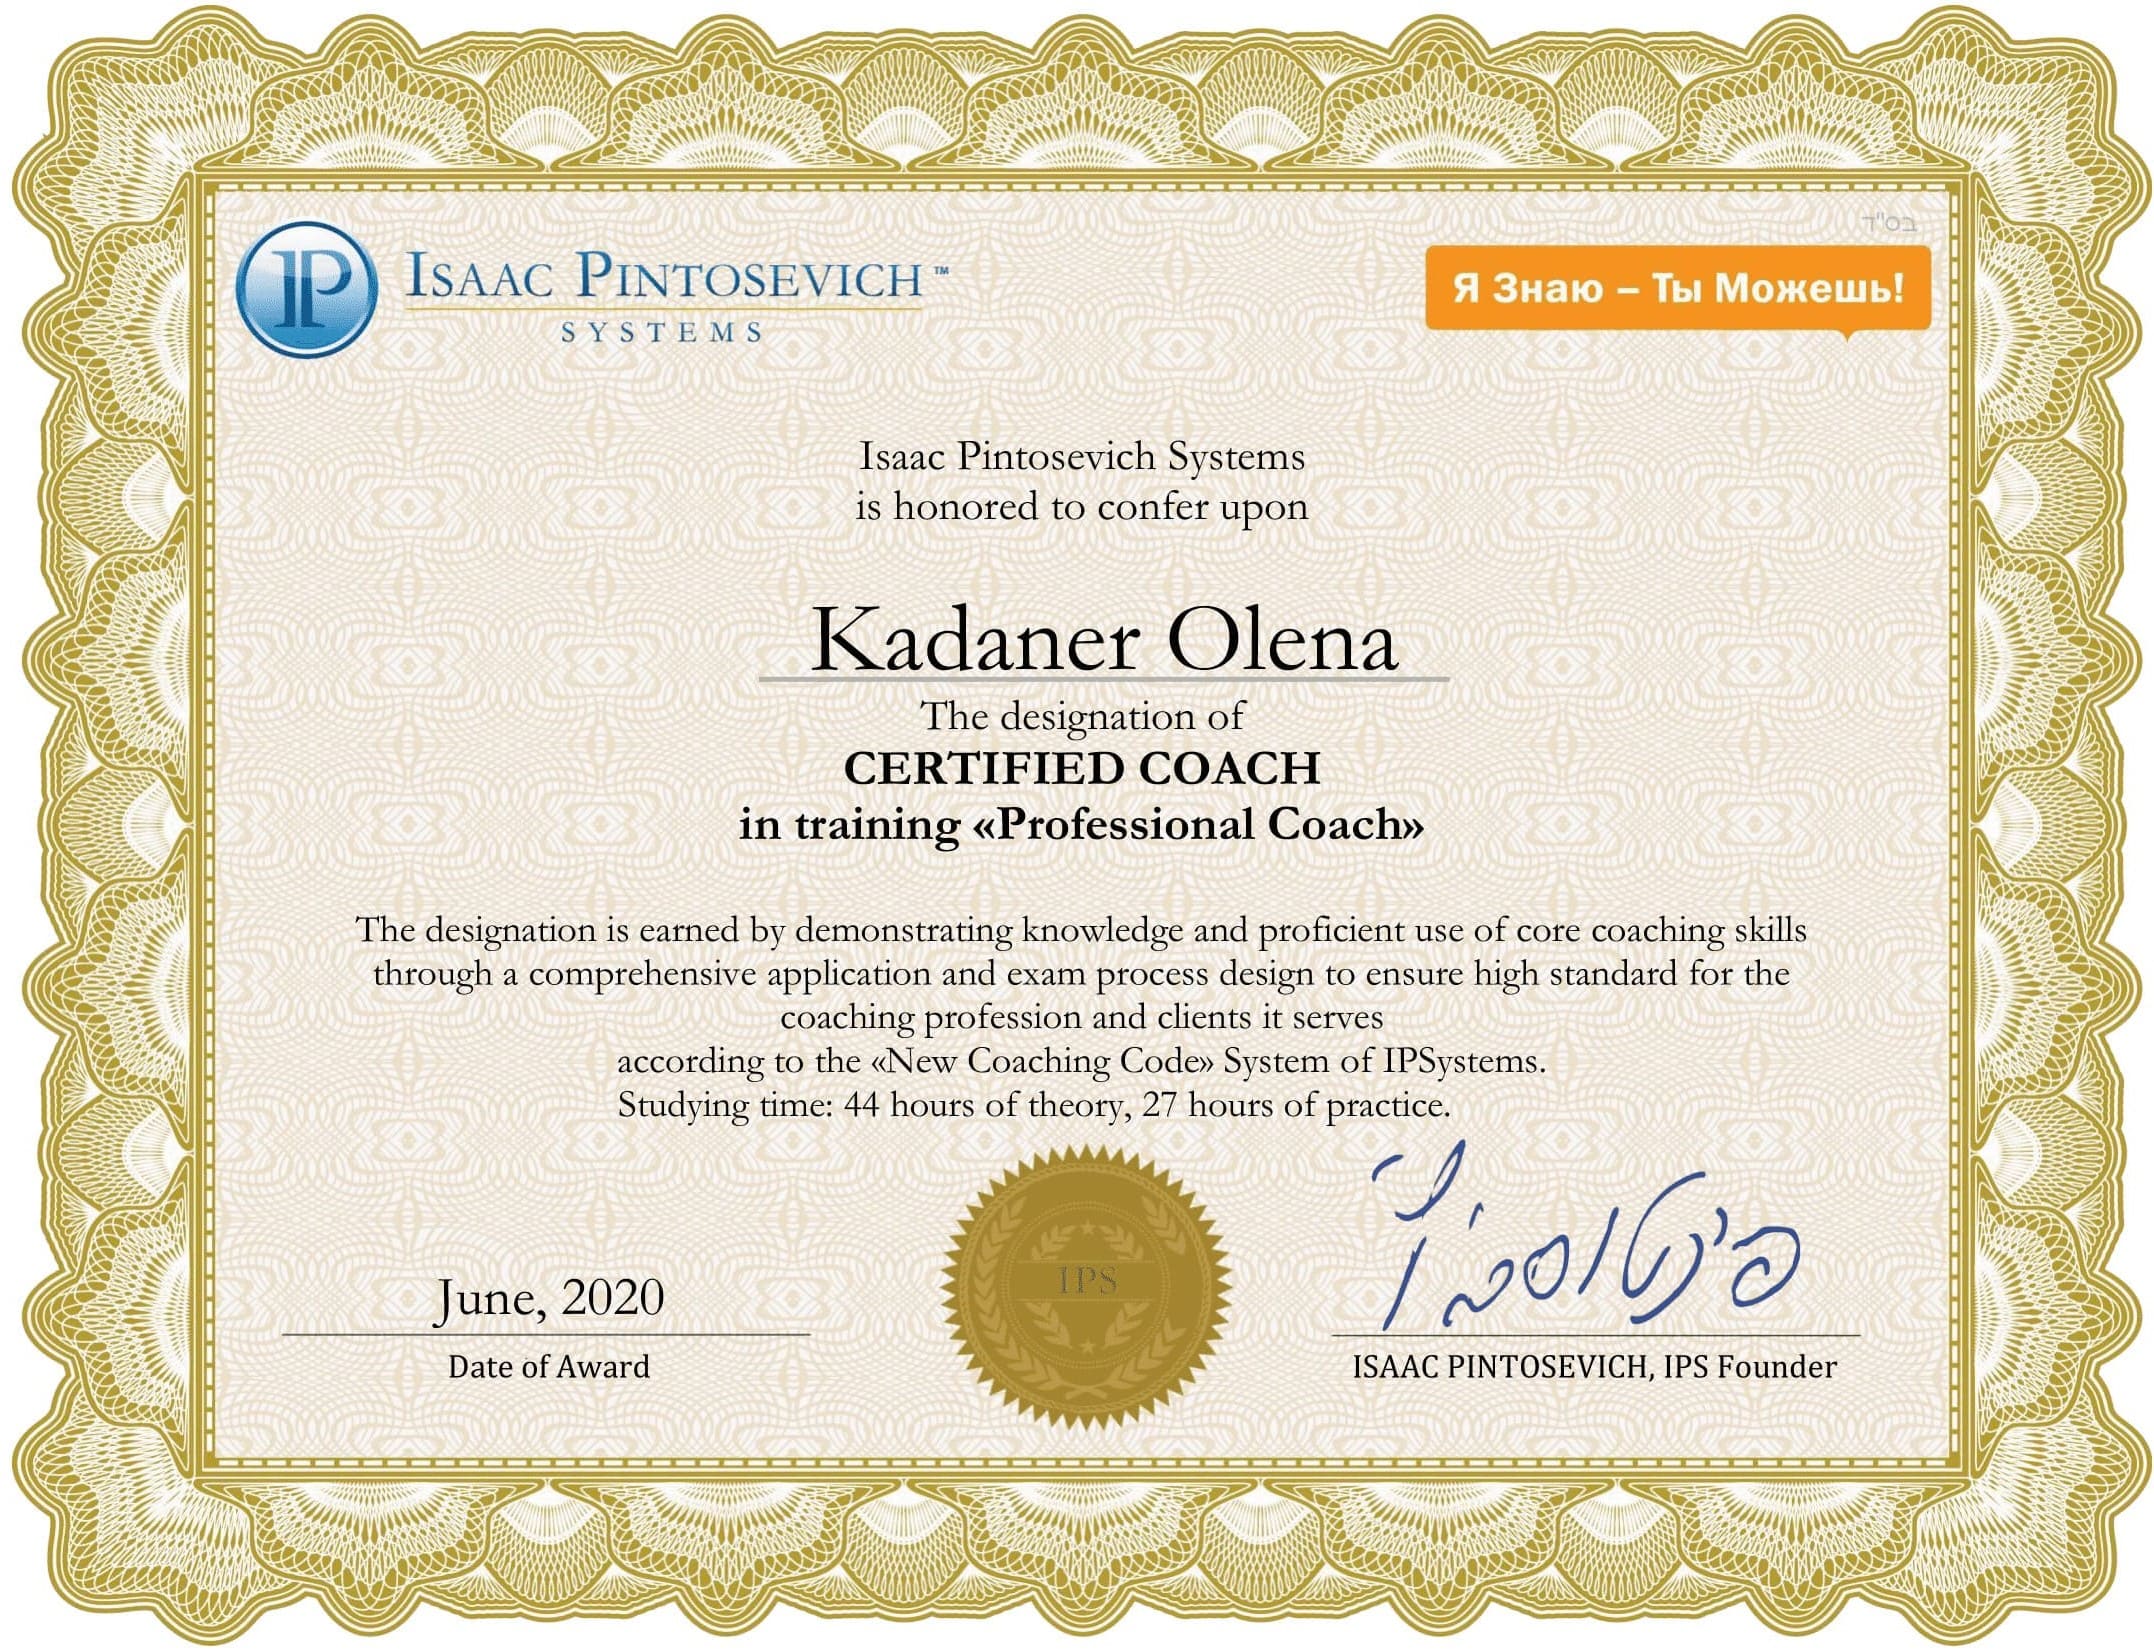 בס"ד
ISAAC PINTOSEVICH™
SYSTEMS
Я Знаю – Ты Можешь!
Isaac Pintosevich Systems
is honored to confer upon
Kadaner Olena
The designation of
CERTIFIED COACH
in training «Professional Coach»
The designation is earned by demonstrating knowledge and proficient use of core coaching skills
through a comprehensive application and exam process design to ensure high standard for the
coaching profession and clients it serves
according to the «New Coaching Code» System of IPSystems.
Studying time: 44 hours of theory, 27 hours of practice.
IPS
June, 2020
Date of Award
ISAAC PINTOSEVICH, IPS Founder